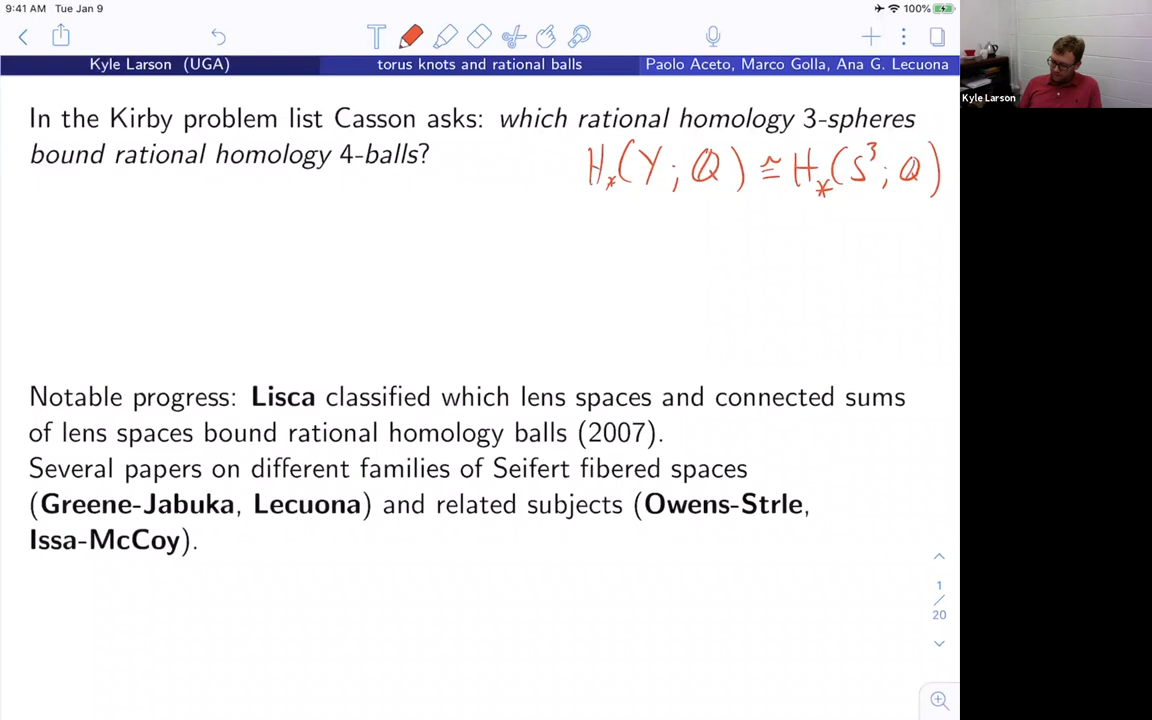 9:41 AM Tue Jan 9
100%
T
Kyle Larson (UGA) torus knots and rational balls Paolo Aceto, Marco Golla, Ana G. Lecuona
Kyle Larson
In the Kirby problem list Casson asks: which rational homology 3-spheres
bound rational homology 4-balls?
H_*(Y; Q) ≅ H_*(S^3; Q)
Notable progress: Lisca classified which lens spaces and connected sums
of lens spaces bound rational homology balls (2007).
Several papers on different families of Seifert fibered spaces
(Greene-Jabuka, Lecuona) and related subjects (Owens-Strle,
Issa-McCoy).
1
/
20